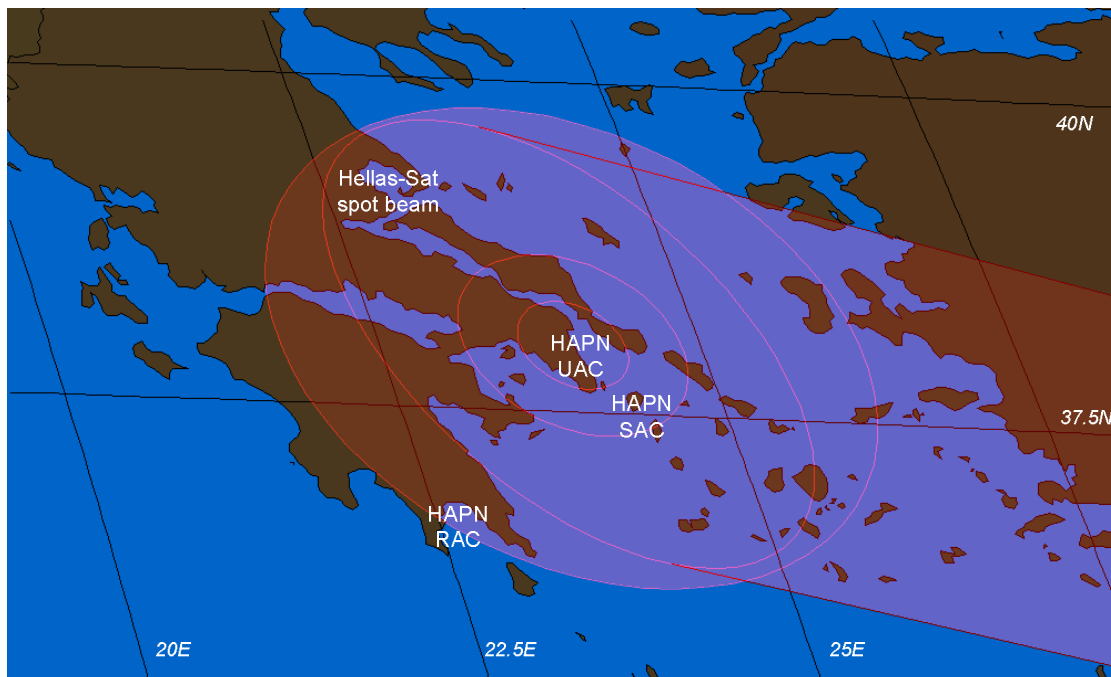 40N
Hellas-Sat
spot beam
HAPN
UAC
HAPN
SAC
37.5N
HAPN
RAC
20E
22.5E
25E